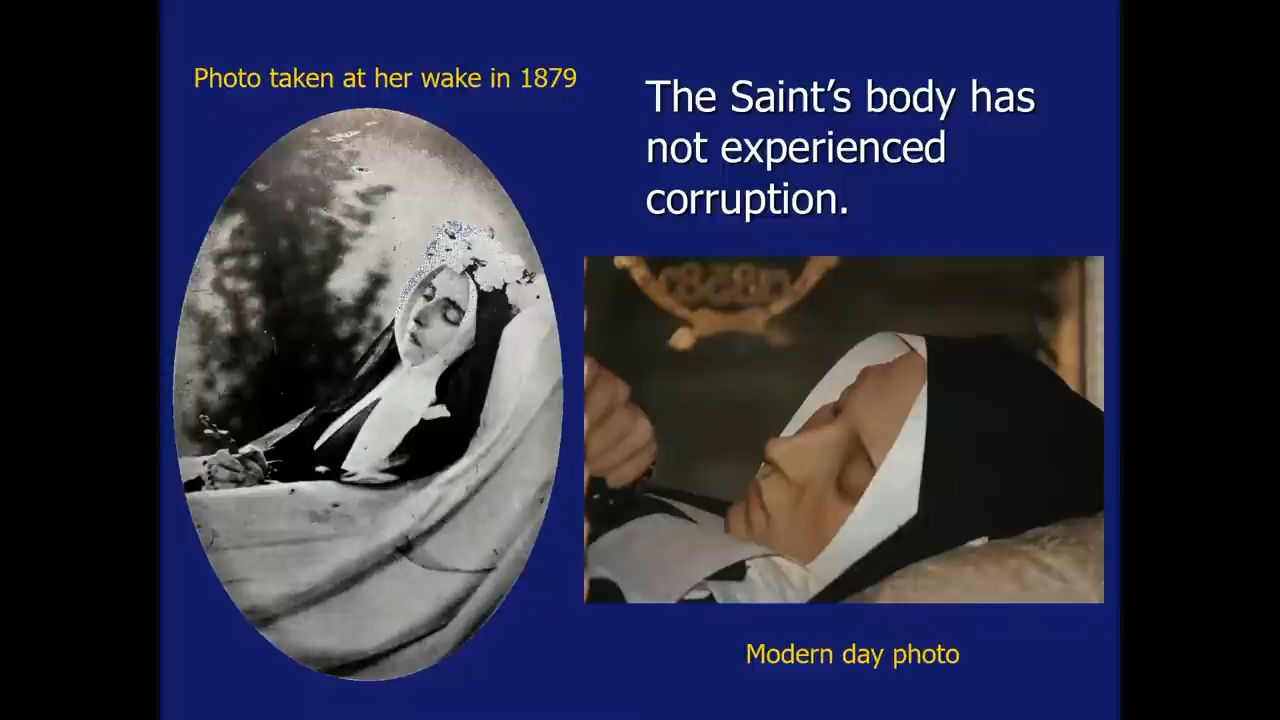 Photo taken at her wake in 1879
The Saint's body has
not experienced
corruption.
Modern day photo